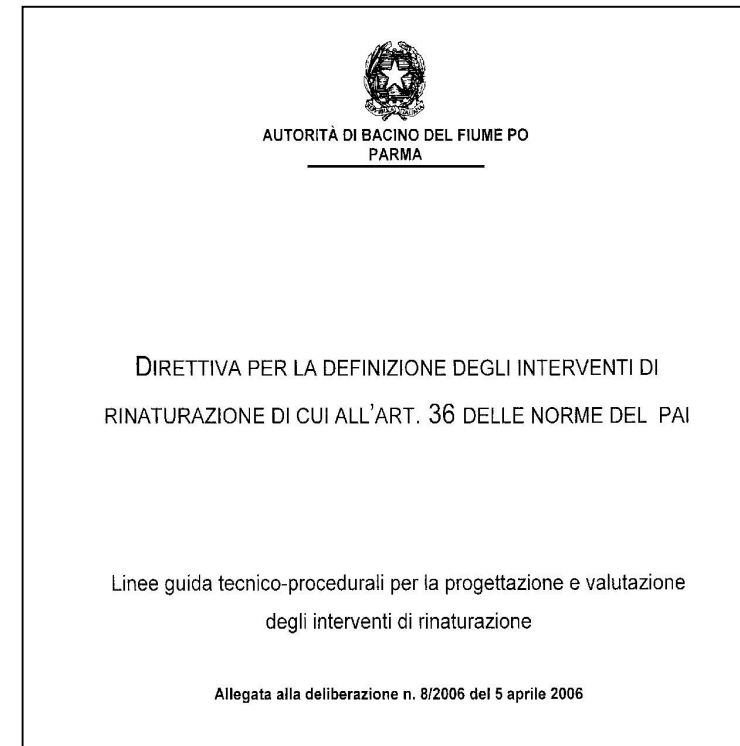 AUTORITÀ DI BACINO DEL FIUME PO
PARMA
DIRETTIVA PER LA DEFINIZIONE DEGLI INTERVENTI DI
RINATURAZIONE DI CUI ALL'ART. 36 DELLE NORME DEL PAI
Linee guida tecnico-procedurali per la progettazione e valutazione
degli interventi di rinaturazione
Allegata alla deliberazione n. 8/2006 del 5 aprile 2006